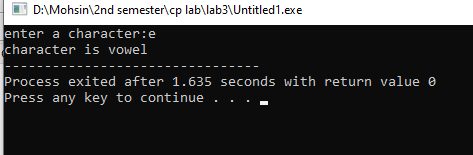 D:\Mohsin\2nd semester\cp lab\lab3\Untitled1.exe
enter a character:e
character is vowel
--------------------------------
Process exited after 1.635 seconds with return value 0
Press any key to continue . . .